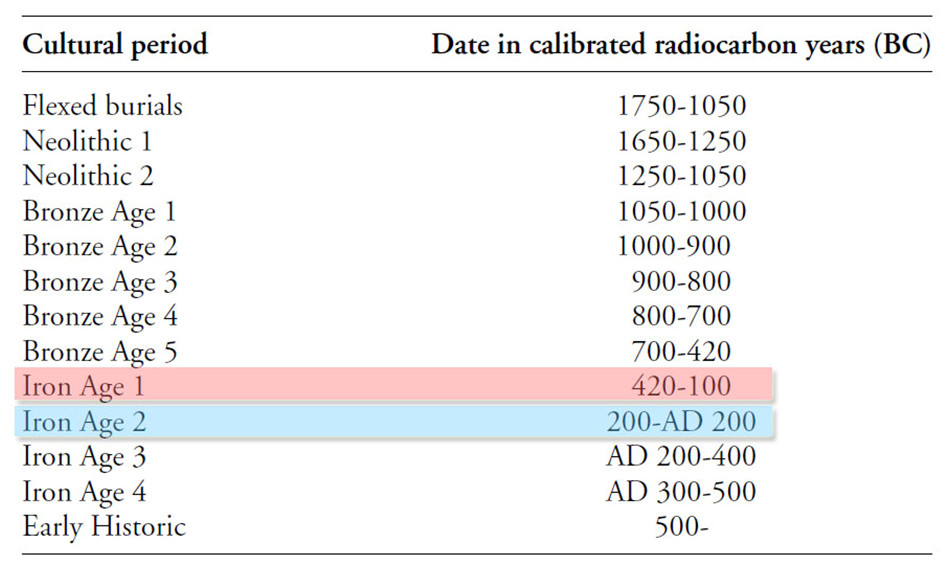 Cultural period Date in calibrated radiocarbon years (BC)
Flexed burials 1750-1050
Neolithic 1 1650-1250
Neolithic 2 1250-1050
Bronze Age 1 1050-1000
Bronze Age 2 1000-900
Bronze Age 3 900-800
Bronze Age 4 800-700
Bronze Age 5 700-420
Iron Age 1 420-100
Iron Age 2 200-AD 200
Iron Age 3 AD 200-400
Iron Age 4 AD 300-500
Early Historic 500-